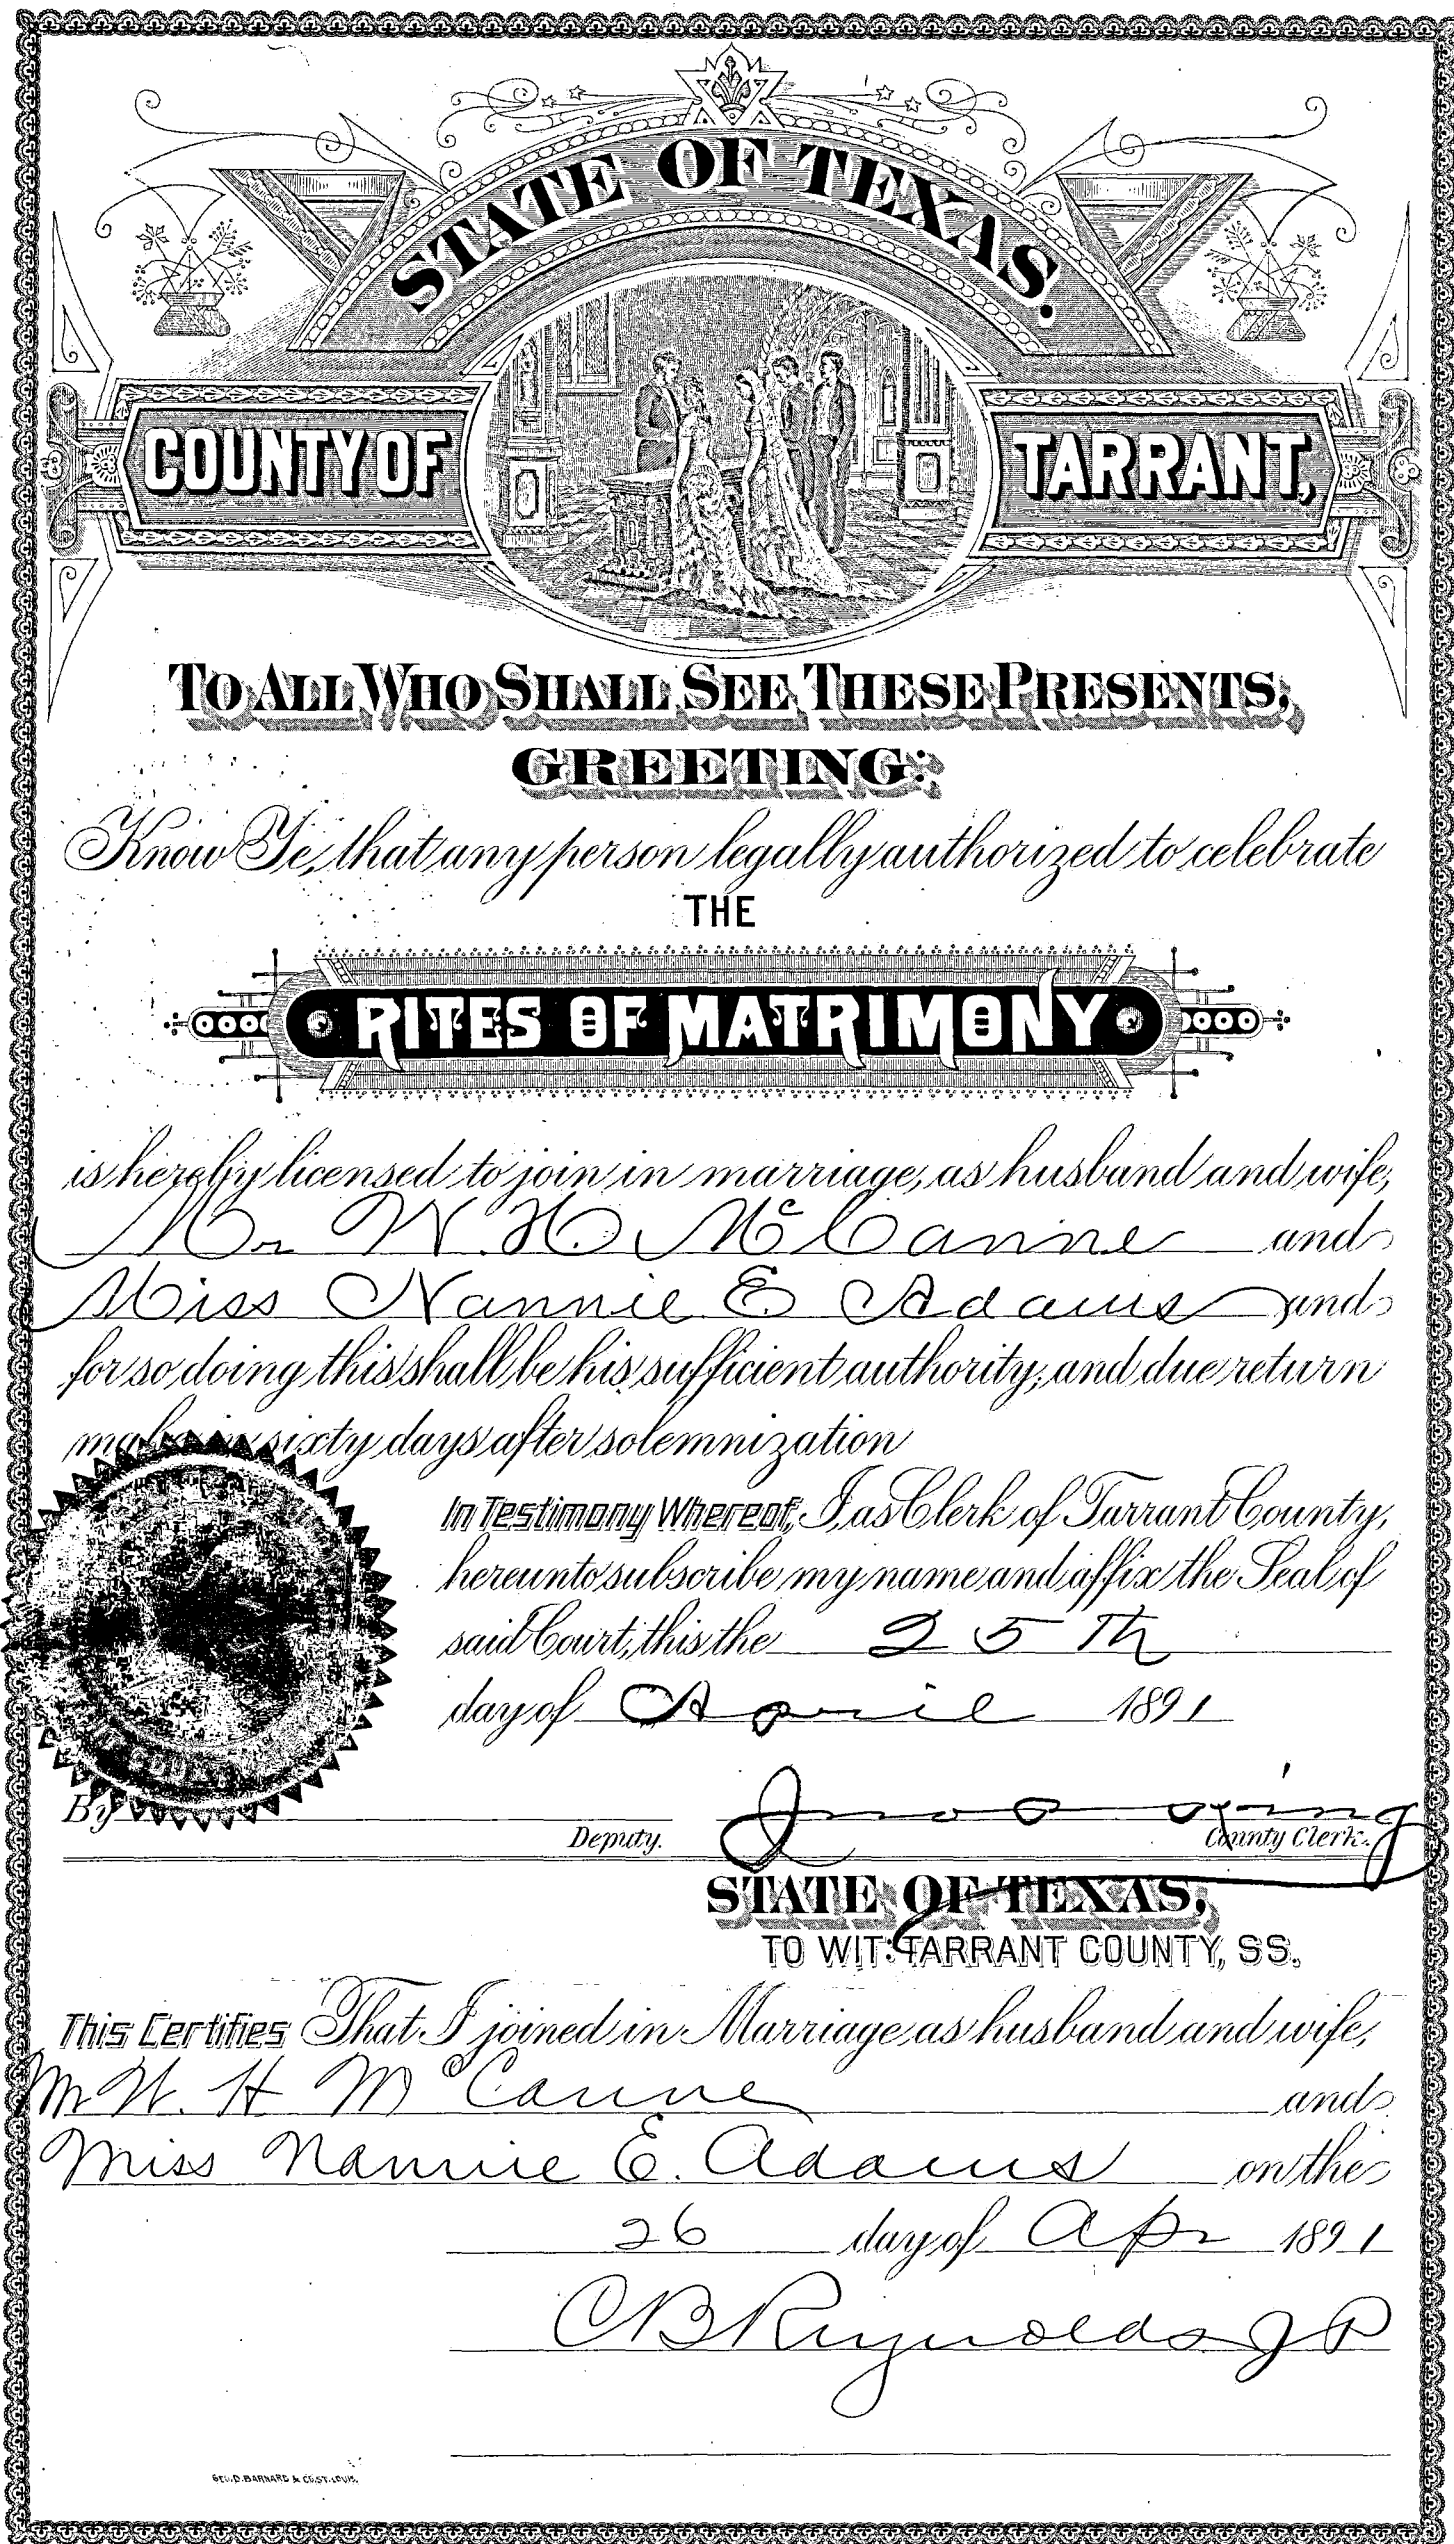 STATE OF TEXAS.
COUNTY OF TARRANT,
TO ALL WHO SHALL SEE THESE PRESENTS,
GREETING:
Know Ye, that any person legally authorized to celebrate
THE
RITES OF MATRIMONY
is hereby licensed to join in marriage, as husband and wife,
Mr W. H. McCanne and
Miss Nannie E Adams and
for so doing this shall be his sufficient authority, and due return
sixty days after solemnization
In Testimony Whereof, I, as Clerk of Tarrant County,
hereunto subscribe my name and affix the Seal of
said Court, this the 25th
day of April 1891
By Deputy. Jno P King County Clerk.
STATE OF TEXAS,
TO WIT: TARRANT COUNTY, SS.
This Certifies That I joined in Marriage as husband and wife,
Mr W. H McCanne and
Miss Nannie E. Adams on the
26 day of Apr 1891
C B Reynolds J P
GEO. D. BARNARD & CO. ST. LOUIS.